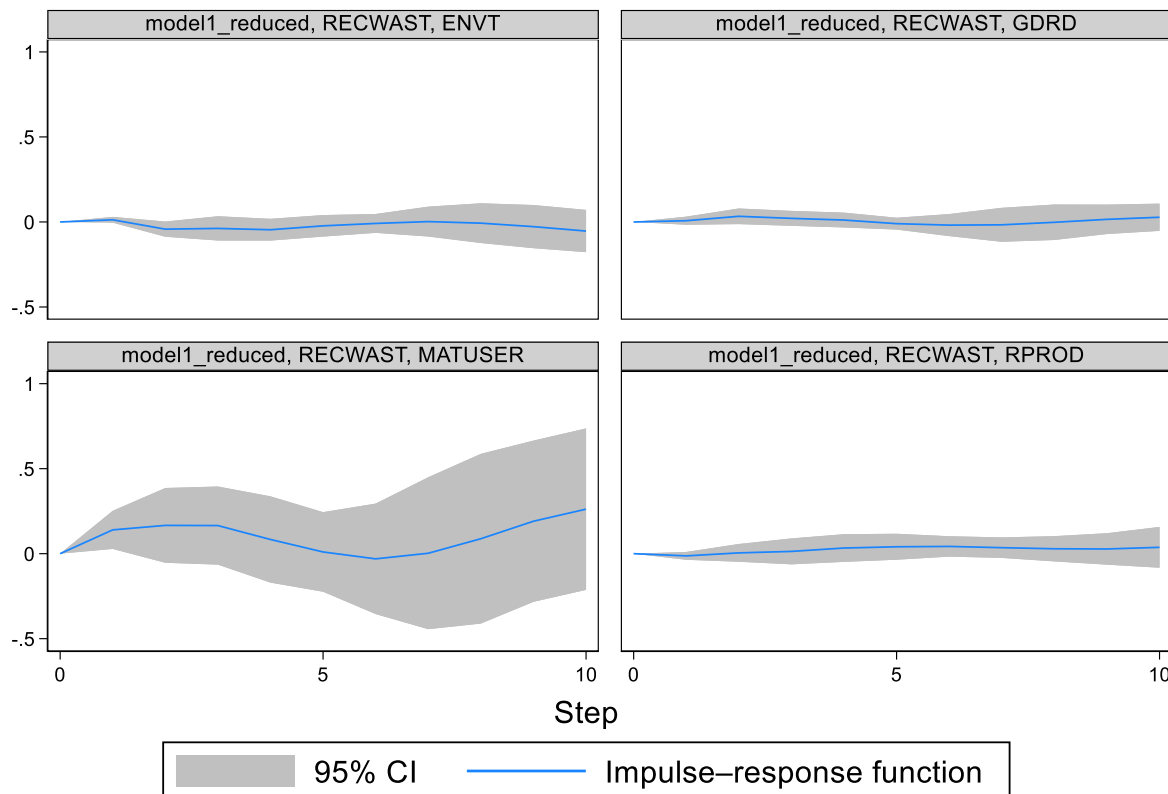 model1_reduced, RECWAST, ENVT
model1_reduced, RECWAST, GDRD
1
.5
0
-.5
model1_reduced, RECWAST, MATUSER
model1_reduced, RECWAST, RPROD
1
.5
0
-.5
0 5 10 0 5 10
Step
95% CI Impulse–response function